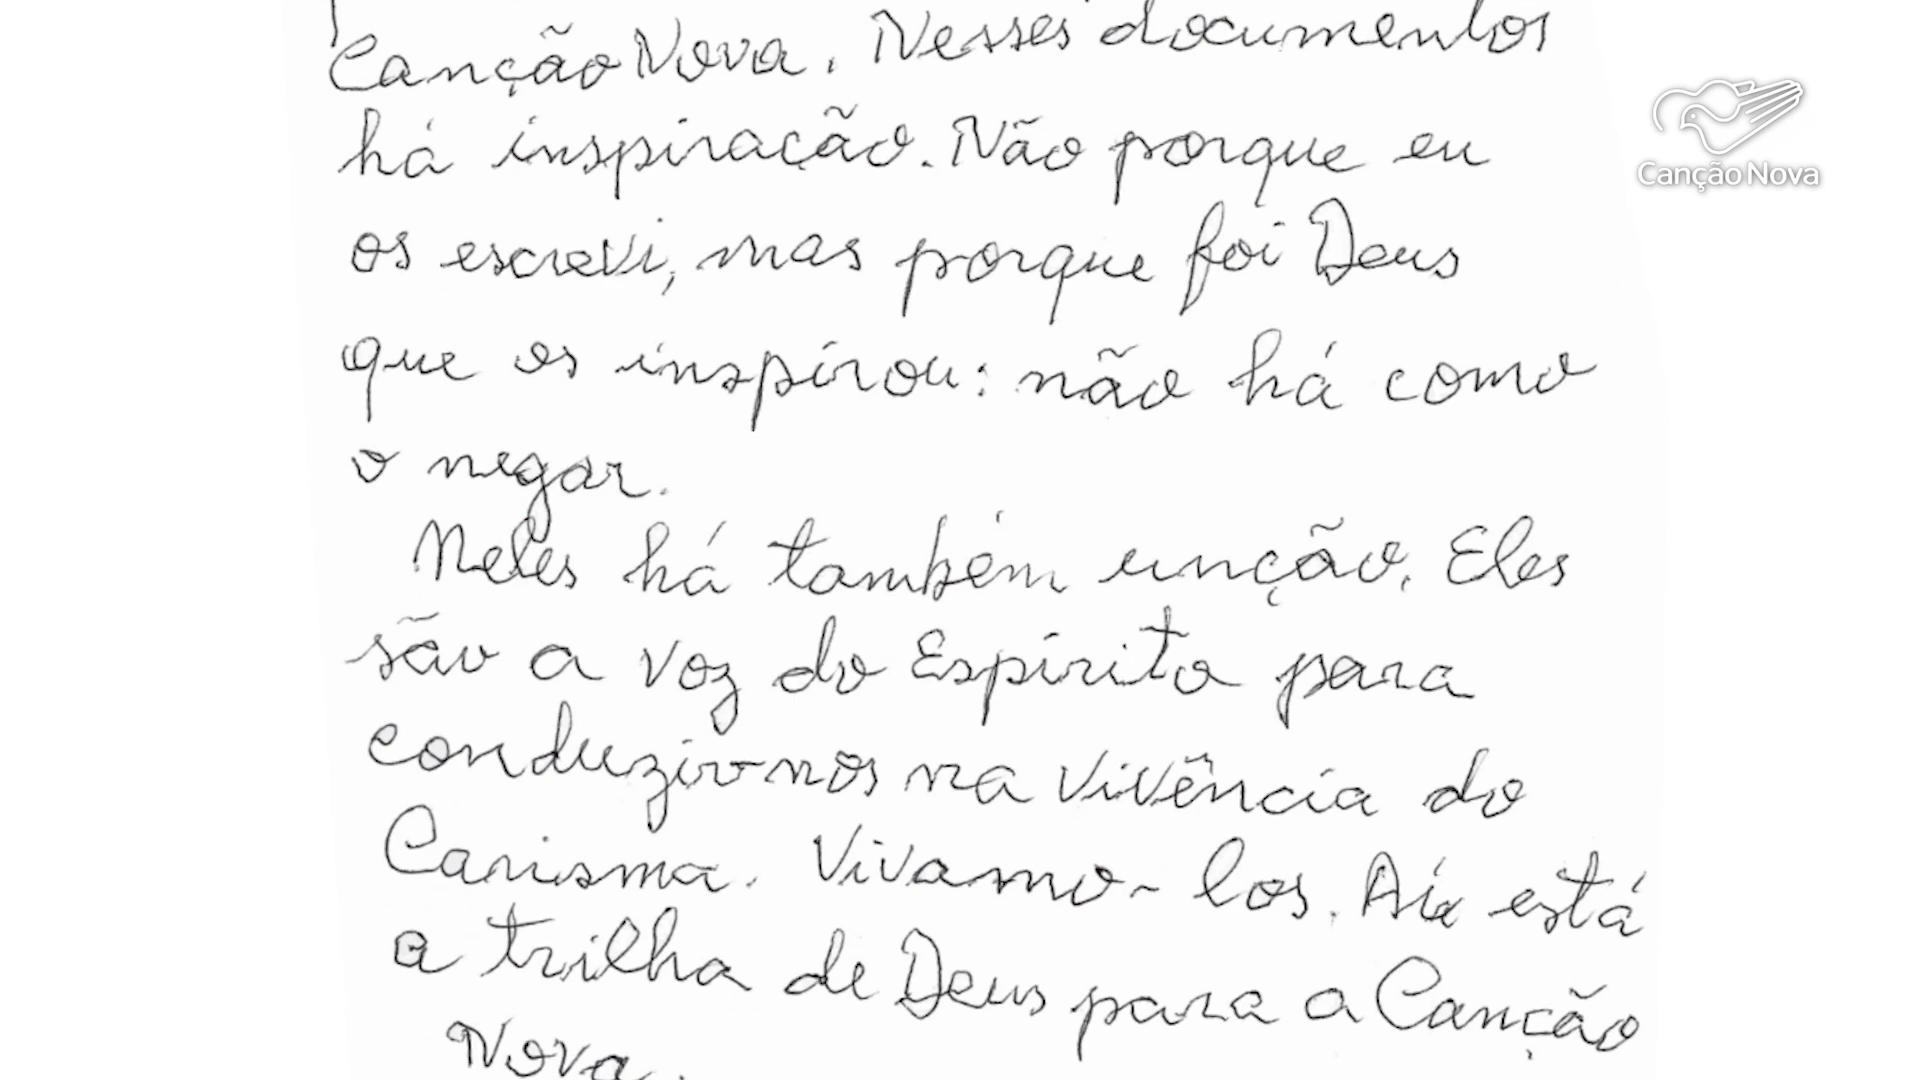 Canção Nova. Nesses documentos
há inspiração. Não porque eu
os escrevi, mas porque foi Deus
que os inspirou: não há como
o negar.
Neles há também unção. Eles
são a voz do Espírito para
conduzir-nos na vivência do
Carisma. Vivamo-los. Aí está
a trilha de Deus para a Canção
Nova.
Canção Nova